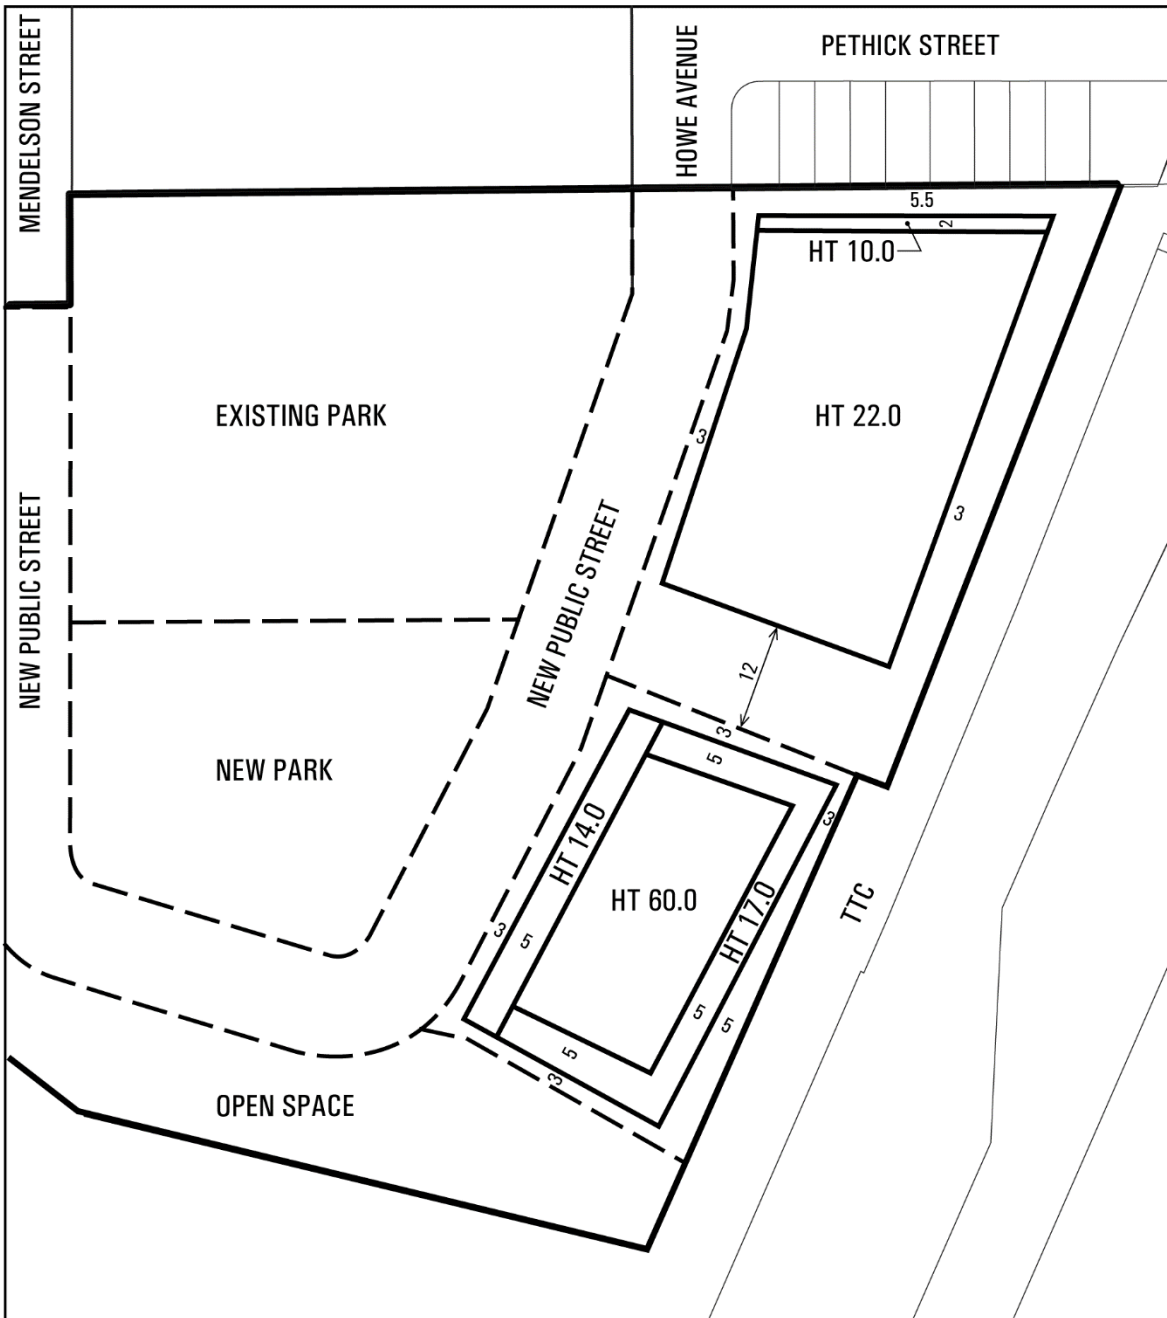 MENDELSON STREET
HOWE AVENUE
PETHICK STREET
5.5
2
HT 10.0
EXISTING PARK
3
HT 22.0
3
NEW PUBLIC STREET
NEW PUBLIC STREET
12
3
5
NEW PARK
HT 14.0
3
HT 60.0
HT 17.0
TTC
3
5
5
5
5
3
OPEN SPACE